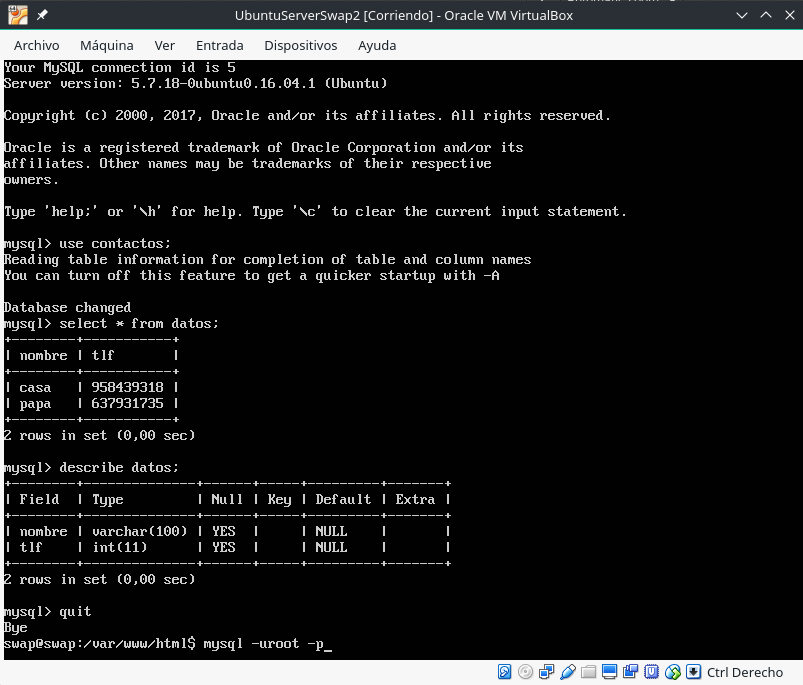 UbuntuServerSwap2 [Corriendo] - Oracle VM VirtualBox
Archivo Máquina Ver Entrada Dispositivos Ayuda
Your MySQL connection id is 5
Server version: 5.7.18-0ubuntu0.16.04.1 (Ubuntu)
Copyright (c) 2000, 2017, Oracle and/or its affiliates. All rights reserved.
Oracle is a registered trademark of Oracle Corporation and/or its
affiliates. Other names may be trademarks of their respective
owners.
Type 'help;' or '\h' for help. Type '\c' to clear the current input statement.
mysql> use contactos;
Reading table information for completion of table and column names
You can turn off this feature to get a quicker startup with -A
Database changed
mysql> select * from datos;
+--------+-----------+
| nombre | tlf       |
+--------+-----------+
| casa   | 958439318 |
| papa   | 637931735 |
+--------+-----------+
2 rows in set (0,00 sec)
mysql> describe datos;
+--------+--------------+------+-----+---------+-------+
| Field  | Type         | Null | Key | Default | Extra |
+--------+--------------+------+-----+---------+-------+
| nombre | varchar(100) | YES  |     | NULL    |       |
| tlf    | int(11)      | YES  |     | NULL    |       |
+--------+--------------+------+-----+---------+-------+
2 rows in set (0,00 sec)
mysql> quit
Bye
swap@swap:/var/www/html$ mysql -uroot -p_
Ctrl Derecho